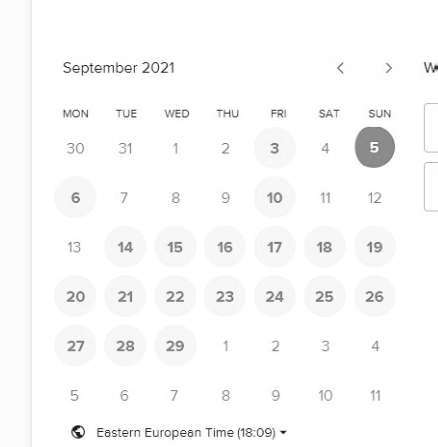 September 2021
MON TUE WED THU FRI SAT SUN
30 31 1 2 3 4 5
6 7 8 9 10 11 12
13 14 15 16 17 18 19
20 21 22 23 24 25 26
27 28 29 1 2 3 4
5 6 7 8 9 10 11
Eastern European Time (18:09)